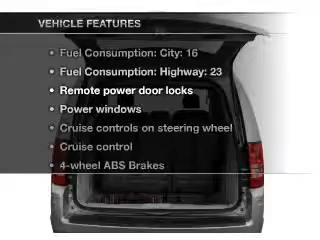 VEHICLE FEATURES
• Fuel Consumption: City: 16
• Fuel Consumption: Highway: 23
• Remote power door locks
• Power windows
• Cruise controls on steering wheel
• Cruise control
• 4-wheel ABS Brakes